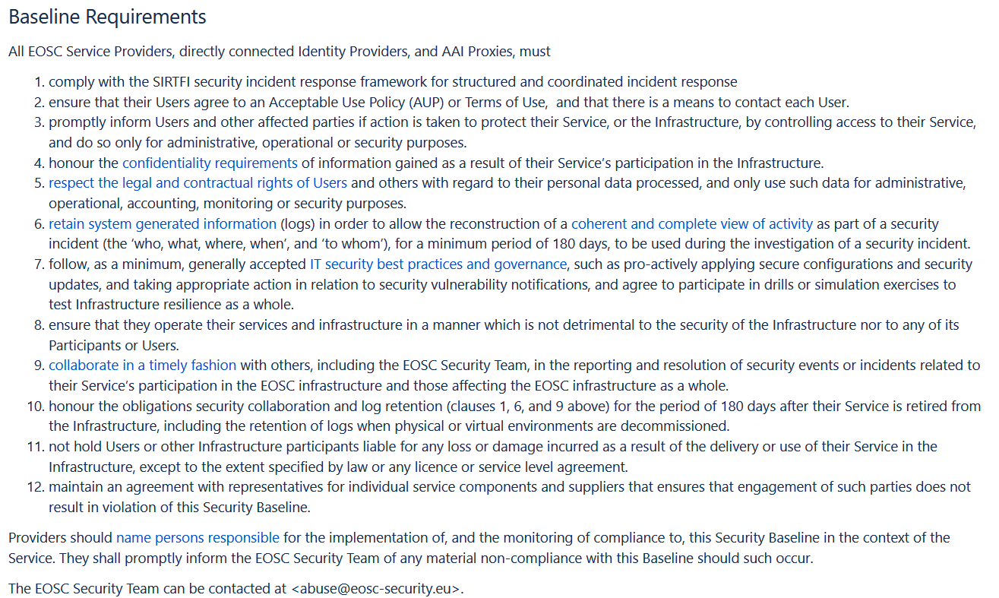 Baseline Requirements
All EOSC Service Providers, directly connected Identity Providers, and AAI Proxies, must
1. comply with the SIRTFI security incident response framework for structured and coordinated incident response
2. ensure that their Users agree to an Acceptable Use Policy (AUP) or Terms of Use,  and that there is a means to contact each User.
3. promptly inform Users and other affected parties if action is taken to protect their Service, or the Infrastructure, by controlling access to their Service,
and do so only for administrative, operational or security purposes.
4. honour the confidentiality requirements of information gained as a result of their Service's participation in the Infrastructure.
5. respect the legal and contractual rights of Users and others with regard to their personal data processed, and only use such data for administrative,
operational, accounting, monitoring or security purposes.
6. retain system generated information (logs) in order to allow the reconstruction of a coherent and complete view of activity as part of a security
incident (the ‘who, what, where, when’, and ‘to whom’), for a minimum period of 180 days, to be used during the investigation of a security incident.
7. follow, as a minimum, generally accepted IT security best practices and governance, such as pro-actively applying secure configurations and security
updates, and taking appropriate action in relation to security vulnerability notifications, and agree to participate in drills or simulation exercises to
test Infrastructure resilience as a whole.
8. ensure that they operate their services and infrastructure in a manner which is not detrimental to the security of the Infrastructure nor to any of its
Participants or Users.
9. collaborate in a timely fashion with others, including the EOSC Security Team, in the reporting and resolution of security events or incidents related to
their Service's participation in the EOSC infrastructure and those affecting the EOSC infrastructure as a whole.
10. honour the obligations security collaboration and log retention (clauses 1, 6, and 9 above) for the period of 180 days after their Service is retired from
the Infrastructure, including the retention of logs when physical or virtual environments are decommissioned.
11. not hold Users or other Infrastructure participants liable for any loss or damage incurred as a result of the delivery or use of their Service in the
Infrastructure, except to the extent specified by law or any licence or service level agreement.
12. maintain an agreement with representatives for individual service components and suppliers that ensures that engagement of such parties does not
result in violation of this Security Baseline.
Providers should name persons responsible for the implementation of, and the monitoring of compliance to, this Security Baseline in the context of the
Service. They shall promptly inform the EOSC Security Team of any material non-compliance with this Baseline should such occur.
The EOSC Security Team can be contacted at <abuse@eosc-security.eu>.